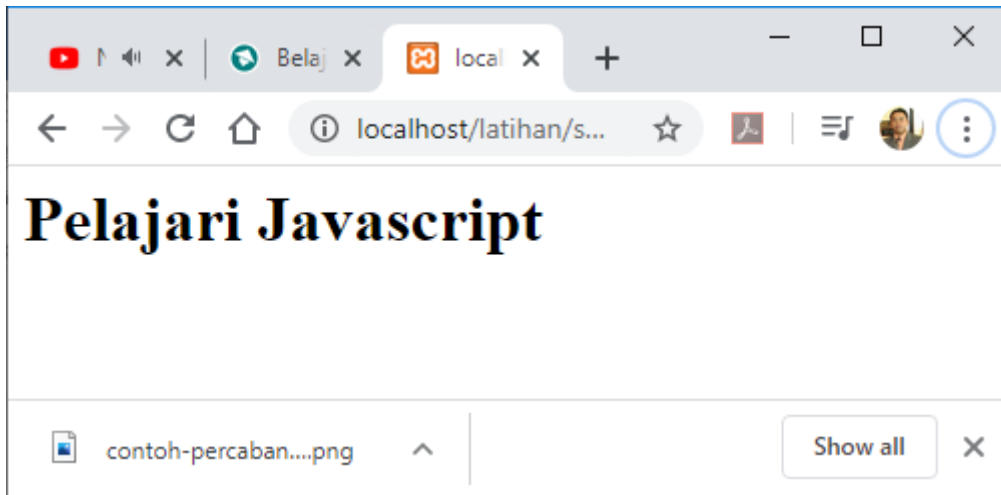 Belaj
local
localhost/latihan/s...
Pelajari Javascript
contoh-percaban....png
Show all